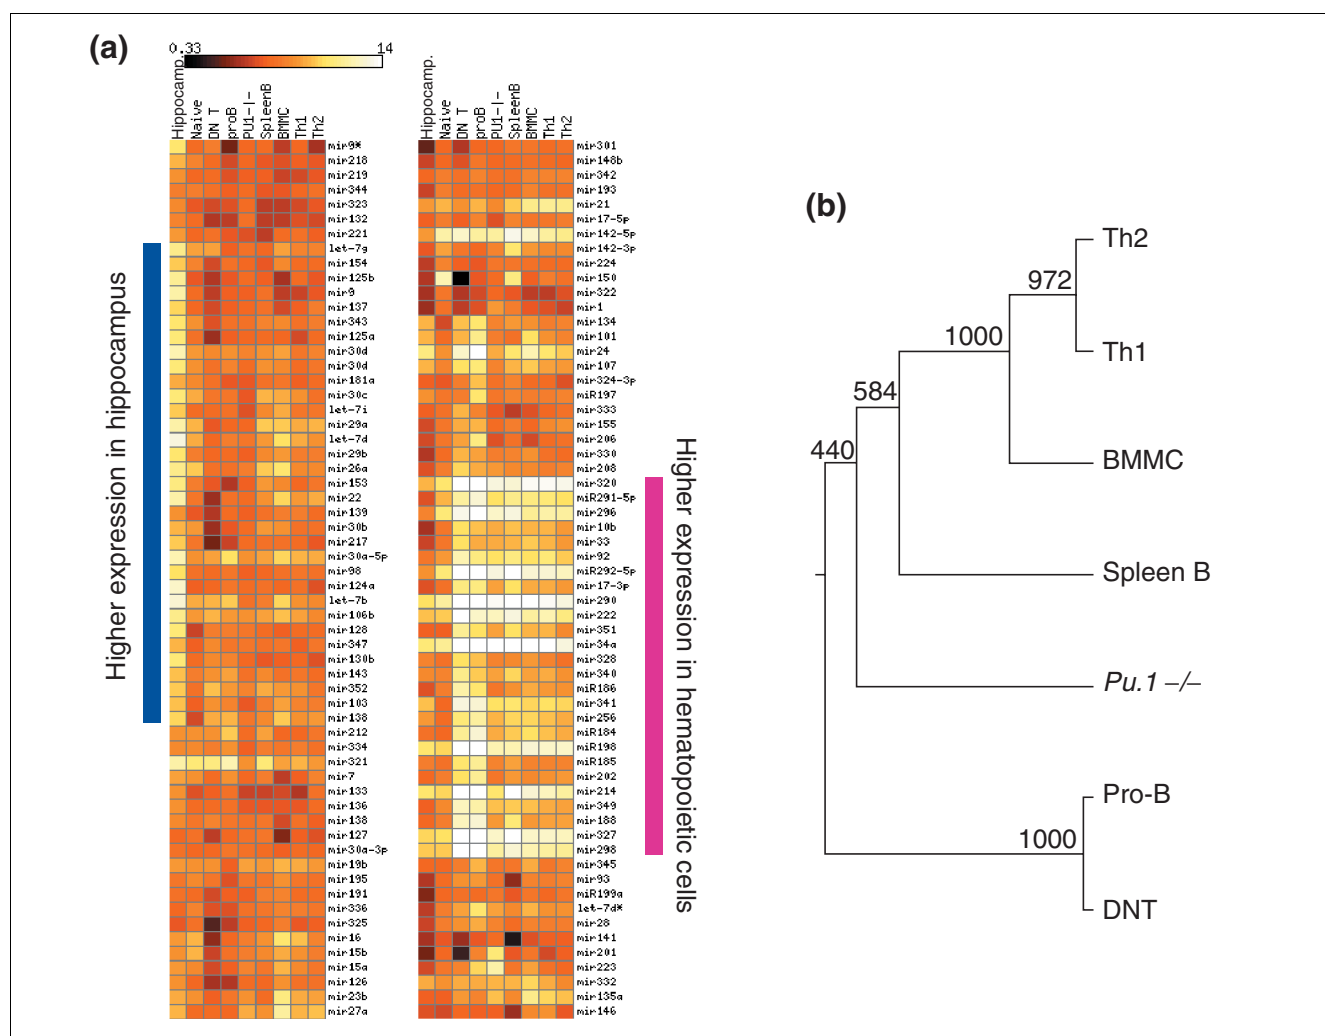 (a)
0.33 14
Hippocamp.
Naive
DN T
proB
PU1-|-
SpleenB
BMMC
Th1
Th2
mir9*
mir218
mir219
mir344
mir323
mir132
mir221
let-7g
mir154
mir125b
mir9
mir137
mir343
mir125a
mir30d
mir30d
mir181a
mir30c
let-7i
mir29a
let-7d
mir29b
mir26a
mir153
mir22
mir139
mir30b
mir217
mir30a-5p
mir98
mir124a
let-7b
mir106b
mir128
mir347
mir130b
mir143
mir352
mir103
mir138
mir212
mir334
mir321
mir7
mir133
mir136
mir138
mir127
mir30a-3p
mir19b
mir195
mir191
mir336
mir325
mir16
mir15b
mir15a
mir126
mir23b
mir27a
Higher expression in hippocampus
Hippocamp.
Naive
DN T
proB
PU1-|-
SpleenB
BMMC
Th1
Th2
mir301
mir148b
mir342
mir193
mir21
mir17-5p
mir142-5p
mir142-3p
mir224
mir150
mir322
mir1
mir134
mir101
mir24
mir107
mir324-3p
miR197
mir333
mir155
mir206
mir330
mir208
mir320
miR291-5p
mir296
mir10b
mir33
mir92
miR292-5p
mir17-3p
mir290
mir222
mir351
mir34a
mir328
mir340
miR186
mir341
mir256
miR184
miR198
miR185
mir202
mir214
mir349
mir188
mir327
mir298
mir345
mir93
miR199a
let-7d*
mir28
mir141
mir201
mir223
mir332
mir135a
mir146
Higher expression in hematopoietic cells
(b)
Th2
972
Th1
1000
584
BMMC
440
Spleen B
Pu.1 –/–
Pro-B
1000
DNT